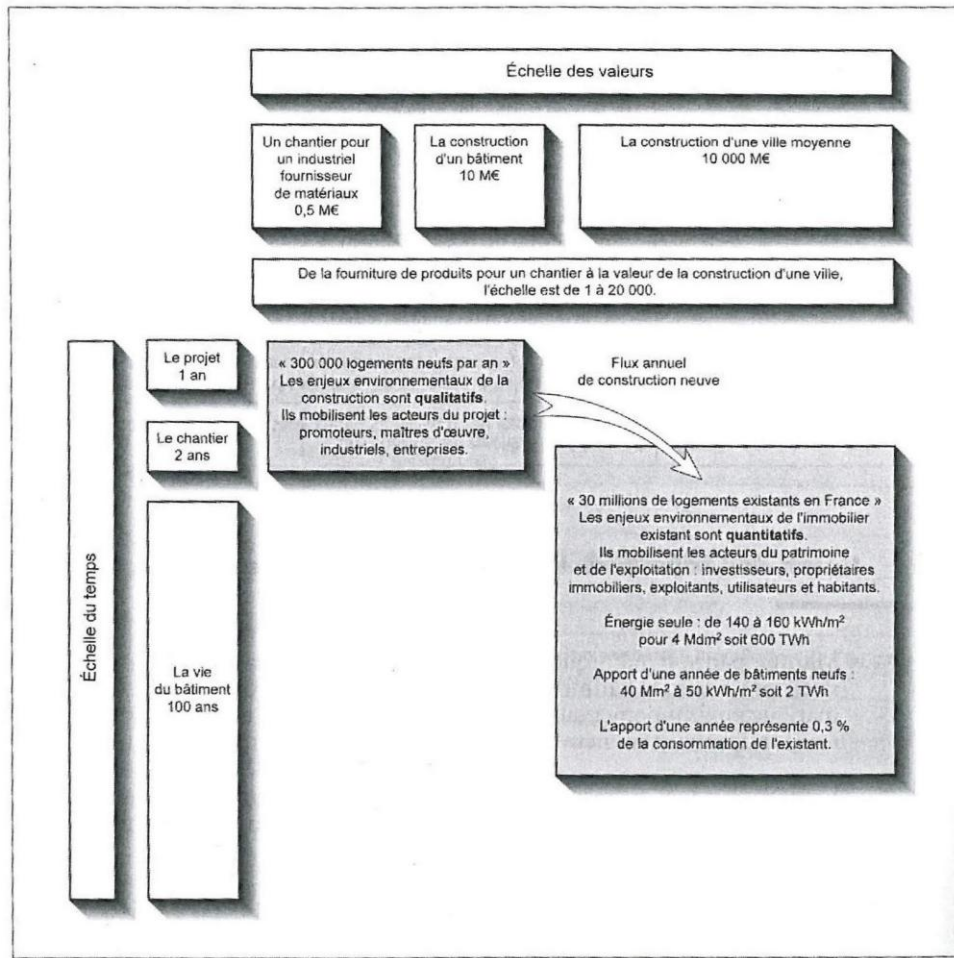 Échelle des valeurs
Un chantier pour
un industriel
fournisseur
de matériaux
0,5 M€
La construction
d'un bâtiment
10 M€
La construction d'une ville moyenne
10 000 M€
De la fourniture de produits pour un chantier à la valeur de la construction d'une ville,
l'échelle est de 1 à 20 000.
Échelle du temps
Le projet
1 an
Le chantier
2 ans
La vie
du bâtiment
100 ans
« 300 000 logements neufs par an »
Les enjeux environnementaux de la
construction sont qualitatifs.
Ils mobilisent les acteurs du projet :
promoteurs, maîtres d'œuvre,
industriels, entreprises.
Flux annuel
de construction neuve
« 30 millions de logements existants en France »
Les enjeux environnementaux de l'immobilier
existant sont quantitatifs.
Ils mobilisent les acteurs du patrimoine
et de l'exploitation : investisseurs, propriétaires
immobiliers, exploitants, utilisateurs et habitants.
Énergie seule : de 140 à 160 kWh/m²
pour 4 Mdm² soit 600 TWh
Apport d'une année de bâtiments neufs :
40 Mm² à 50 kWh/m² soit 2 TWh
L'apport d'une année représente 0,3 %
de la consommation de l'existant.